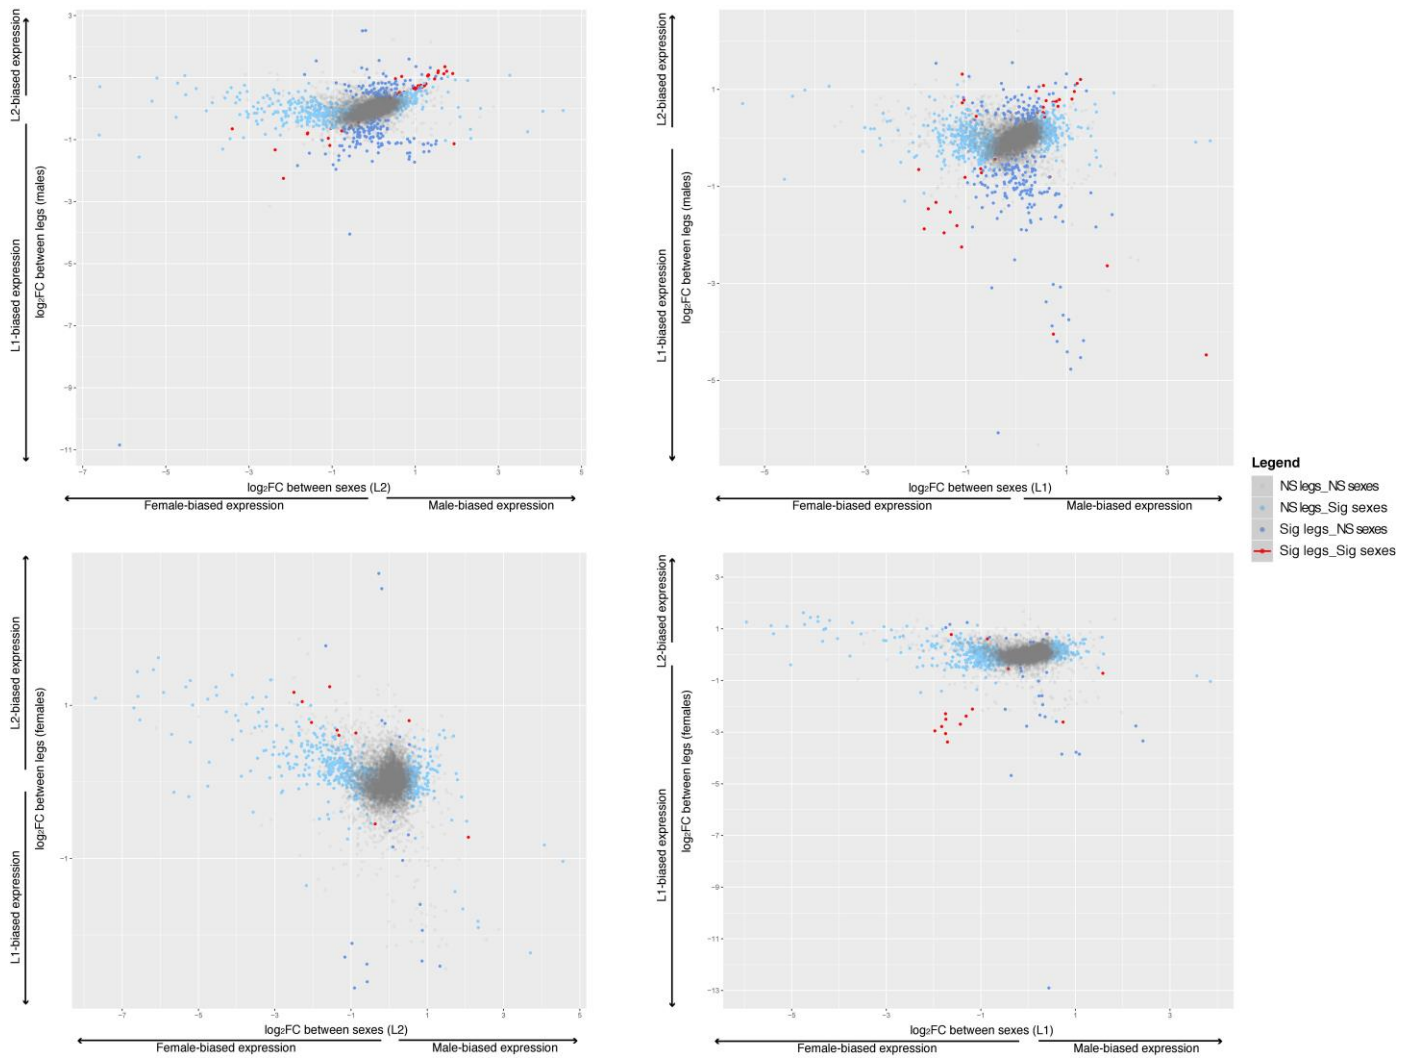 L2-biased expression
L1-biased expression
log₂FC between legs (males)
3
1
−1
−3
−5
−7
−9
−11
−7
−5
−3
−1
1
3
5
log₂FC between sexes (L2)
Female-biased expression
Male-biased expression
L2-biased expression
L1-biased expression
log₂FC between legs (males)
1
−1
−3
−5
−5
−3
−1
1
3
log₂FC between sexes (L1)
Female-biased expression
Male-biased expression
Legend
NS legs_NS sexes
NS legs_Sig sexes
Sig legs_NS sexes
Sig legs_Sig sexes
L2-biased expression
L1-biased expression
log₂FC between legs (females)
1
−1
−7
−5
−3
−1
1
3
5
log₂FC between sexes (L2)
Female-biased expression
Male-biased expression
L2-biased expression
L1-biased expression
log₂FC between legs (females)
3
1
−1
−3
−5
−7
−9
−11
−13
−5
−3
−1
1
3
log₂FC between sexes (L1)
Female-biased expression
Male-biased expression